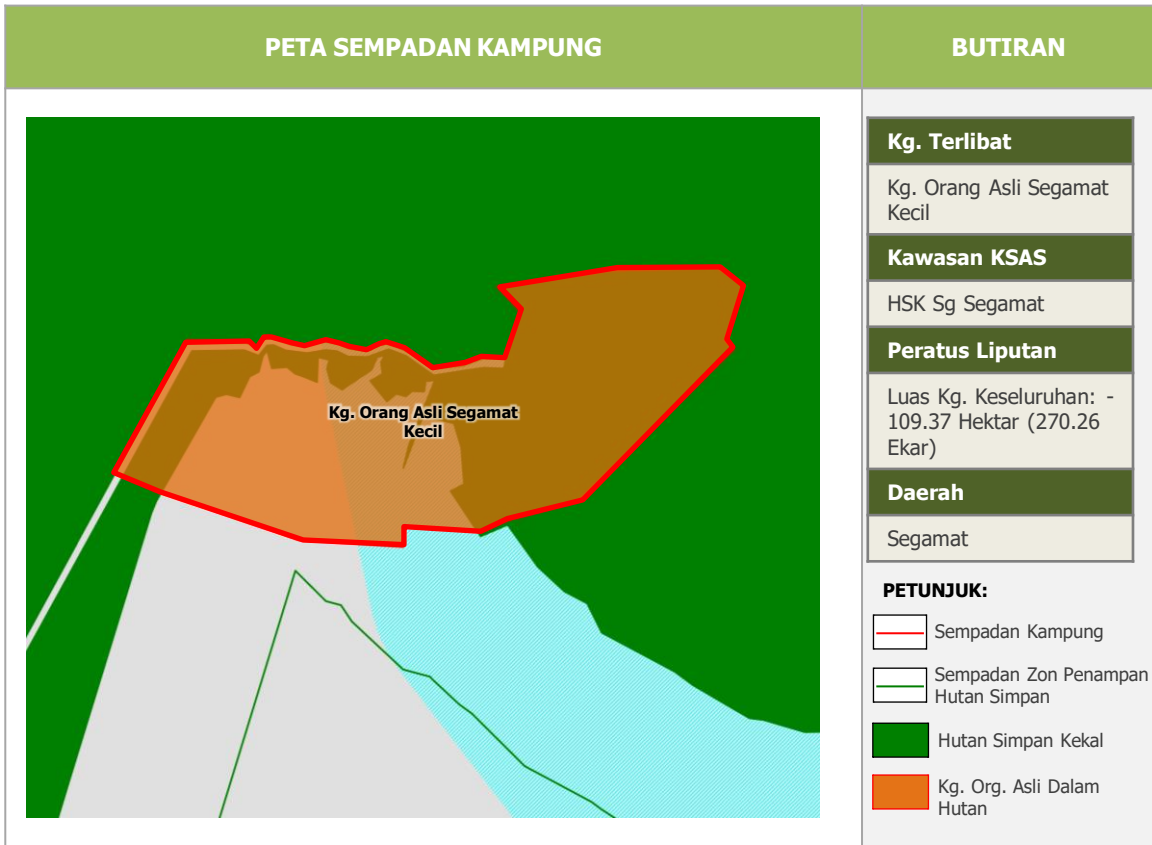 PETA SEMPADAN KAMPUNG
BUTIRAN
Kg. Orang Asli Segamat
Kecil
Kg. Terlibat
Kg. Orang Asli Segamat
Kecil
Kawasan KSAS
HSK Sg Segamat
Peratus Liputan
Luas Kg. Keseluruhan: -
109.37 Hektar (270.26
Ekar)
Daerah
Segamat
PETUNJUK:
Sempadan Kampung
Sempadan Zon Penampan
Hutan Simpan
Hutan Simpan Kekal
Kg. Org. Asli Dalam
Hutan